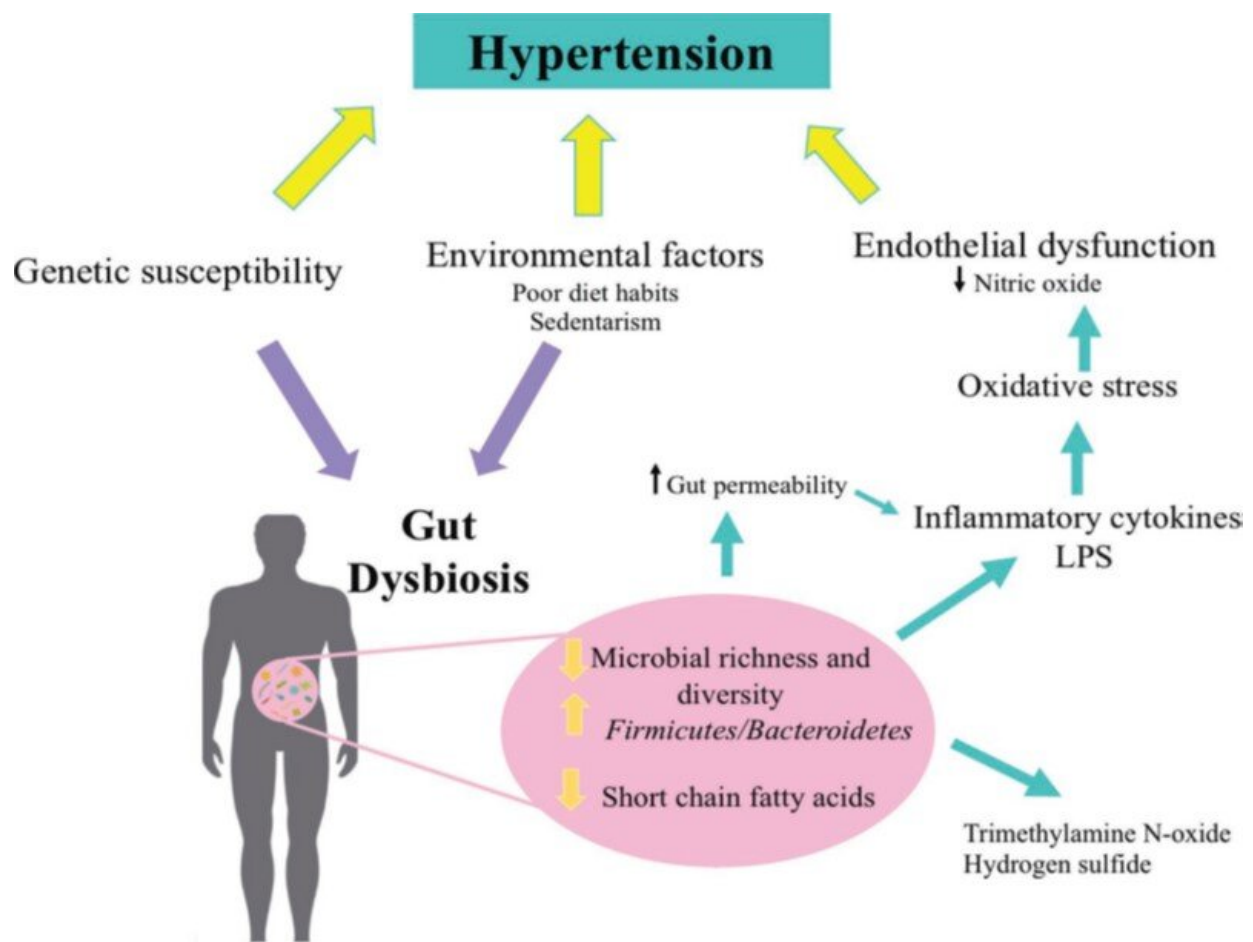 Hypertension
Genetic susceptibility
Environmental factors
Poor diet habits
Sedentarism
Endothelial dysfunction
↓ Nitric oxide
Oxidative stress
↑ Gut permeability
Inflammatory cytokines
LPS
Gut
Dysbiosis
Microbial richness and
diversity
Firmicutes/Bacteroidetes
Short chain fatty acids
Trimethylamine N-oxide
Hydrogen sulfide